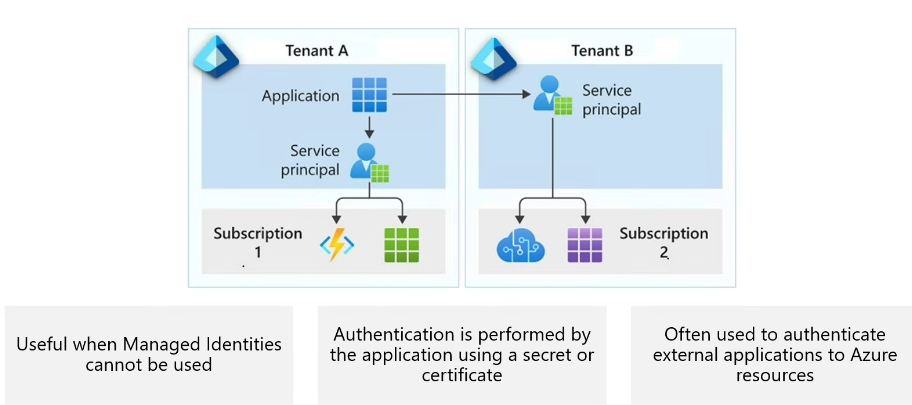 Tenant A
Tenant B
Application
Service
principal
Service
principal
Subscription
1
Subscription
2
Useful when Managed Identities
cannot be used
Authentication is performed by
the application using a secret or
certificate
Often used to authenticate
external applications to Azure
resources